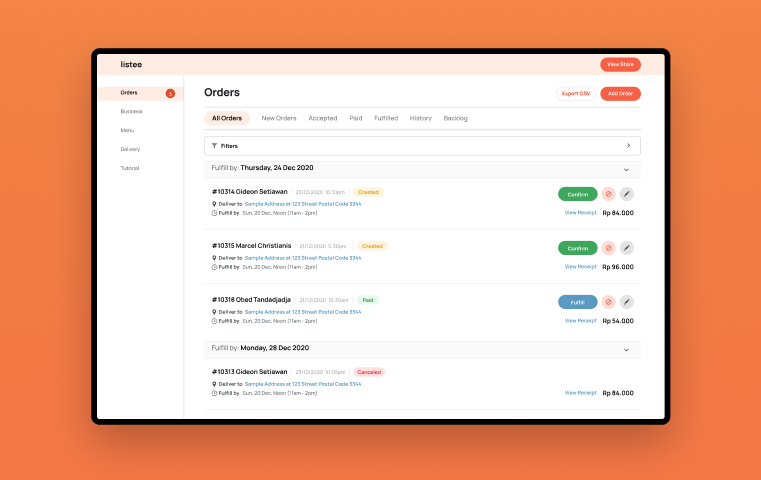 listee
View Store
Orders 3
Business
Menu
Delivery
Tutorial
Orders
Export CSV
Add Order
All Orders New Orders Accepted Paid Fulfilled History Backlog
Filters
Fulfill by: Thursday, 24 Dec 2020
#10314 Gideon Setiawan 23/12/2020 10.10pm Created
Confirm
Deliver to Sample Address at 123 Street Postal Code 3344
Fulfill by Sun, 20 Dec, Noon (11am - 2pm)
View Receipt Rp 84.000
#10315 Marcel Christianis 21/12/2020 5.30pm Created
Confirm
Deliver to Sample Address at 123 Street Postal Code 3344
Fulfill by Sun, 20 Dec, Noon (11am - 2pm)
View Receipt Rp 96.000
#10318 Obed Tandadjadja 21/12/2020 10.30am Paid
Fulfill
Deliver to Sample Address at 123 Street Postal Code 3344
Fulfill by Sun, 20 Dec, Noon (11am - 2pm)
View Receipt Rp 54.000
Fulfill by: Monday, 28 Dec 2020
#10313 Gideon Setiawan 23/12/2020 10.05pm Canceled
Deliver to Sample Address at 123 Street Postal Code 3344
Fulfill by Sun, 20 Dec, Noon (11am - 2pm)
View Receipt Rp 84.000